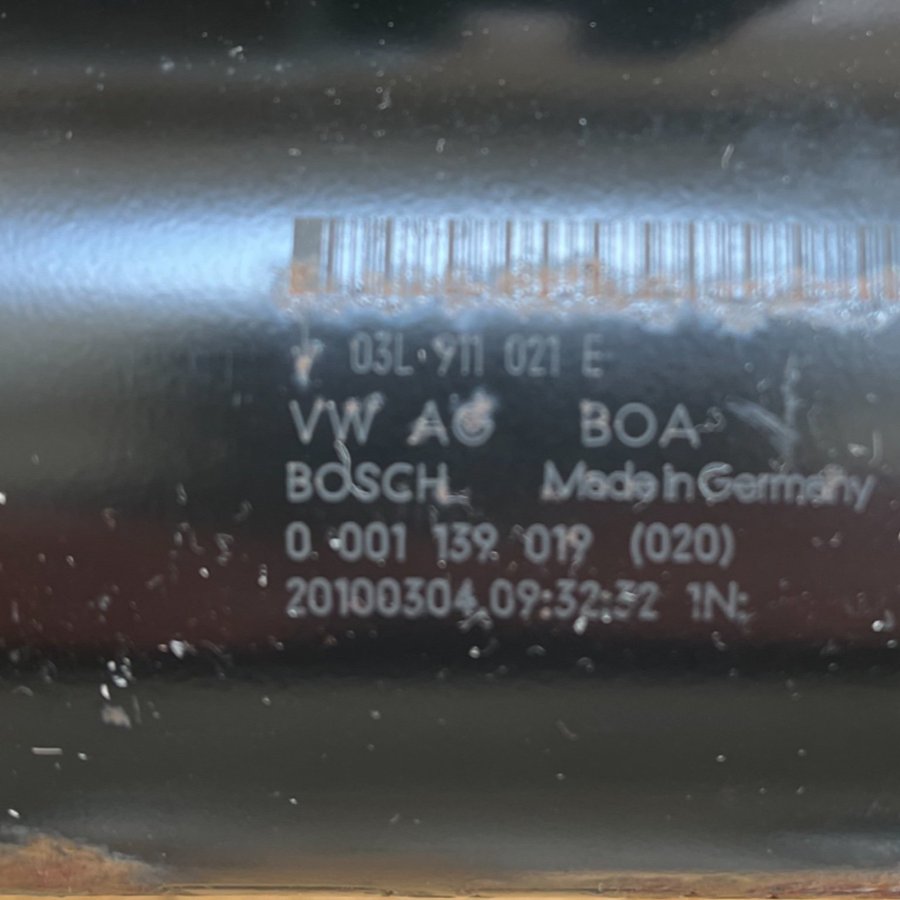 03L 911 021 E
VW AG BOA
BOSCH Made in Germany
0 001 139 019 (020)
20100304.09:32:32 1N: